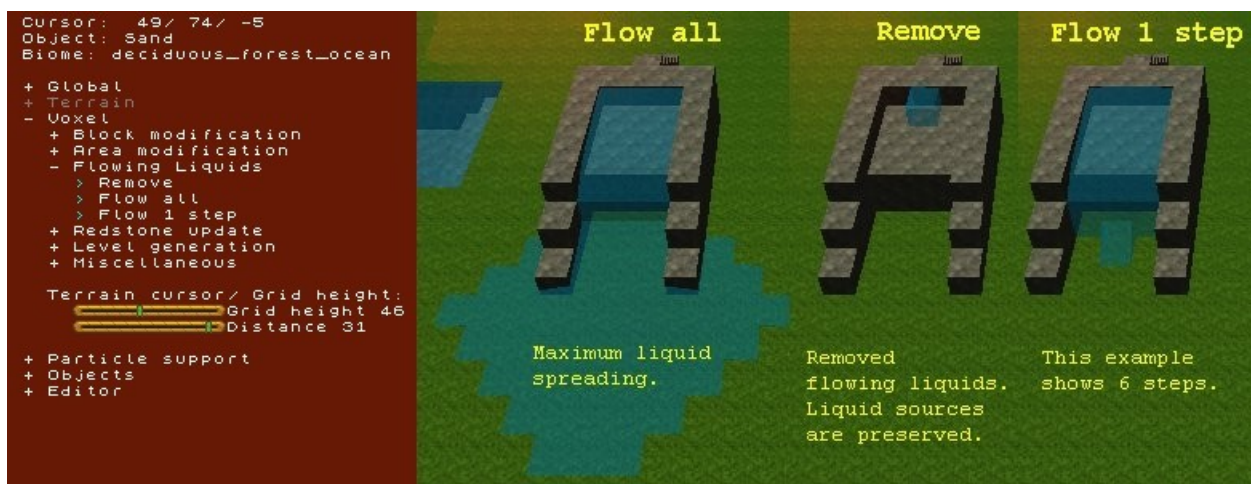 Cursor: 49/ 74/ -5
Object: Sand
Biome: deciduous_forest_ocean
+ Global
+ Terrain
- Voxel
+ Block modification
+ Area modification
- Flowing Liquids
> Remove
> Flow all
> Flow 1 step
+ Redstone update
+ Level generation
+ Miscellaneous
Terrain cursor/ Grid height:
Grid height 46
Distance 31
+ Particle support
+ Objects
+ Editor
Flow all
Maximum liquid
spreading.
Remove
Removed
flowing liquids.
Liquid sources
are preserved.
Flow 1 step
This example
shows 6 steps.